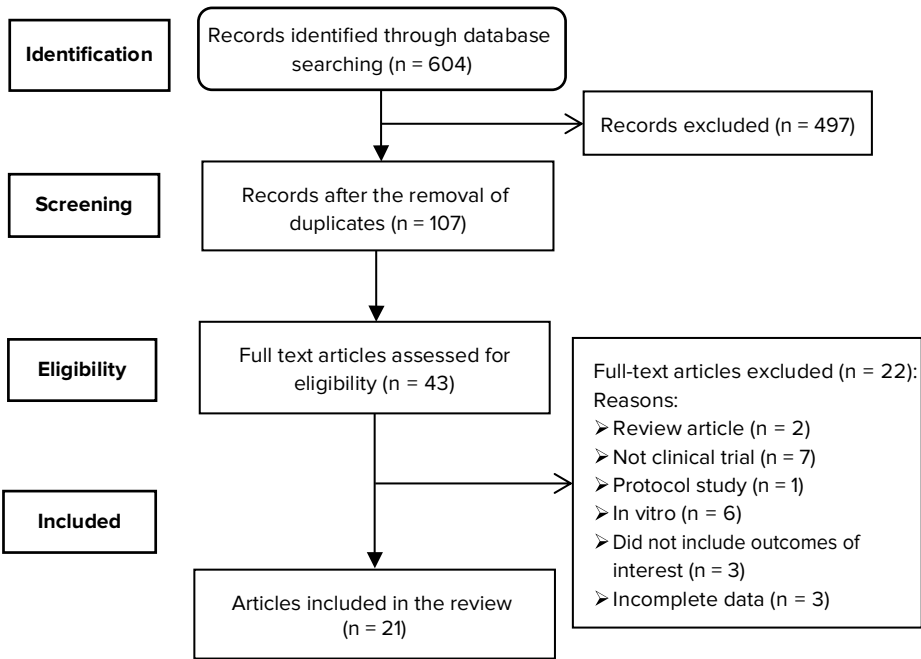 Identification
Records identified through database
searching (n = 604)
Records excluded (n = 497)
Screening
Records after the removal of
duplicates (n = 107)
Eligibility
Full text articles assessed for
eligibility (n = 43)
Full-text articles excluded (n = 22):
Reasons:
➢ Review article (n = 2)
➢ Not clinical trial (n = 7)
➢ Protocol study (n = 1)
➢ In vitro (n = 6)
➢ Did not include outcomes of
interest (n = 3)
➢ Incomplete data (n = 3)
Included
Articles included in the review
(n = 21)